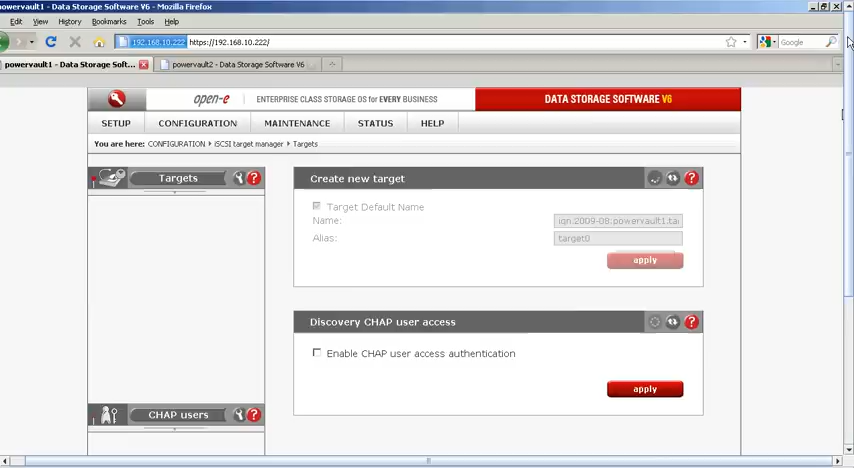 powervault1 - Data Storage Software V6 - Mozilla Firefox
Edit View History Bookmarks Tools Help
192.168.10.222 https://192.168.10.222/ Google
powervault1 - Data Storage Soft... powervault2 - Data Storage Software V6
open-e ENTERPRISE CLASS STORAGE OS for EVERY BUSINESS DATA STORAGE SOFTWARE V6
SETUP CONFIGURATION MAINTENANCE STATUS HELP
You are here: CONFIGURATION iSCSI target manager Targets
Targets
Create new target
Target Default Name
Name: iqn.2009-08:powervault1.tar
Alias: target0
apply
Discovery CHAP user access
Enable CHAP user access authentication
apply
CHAP users